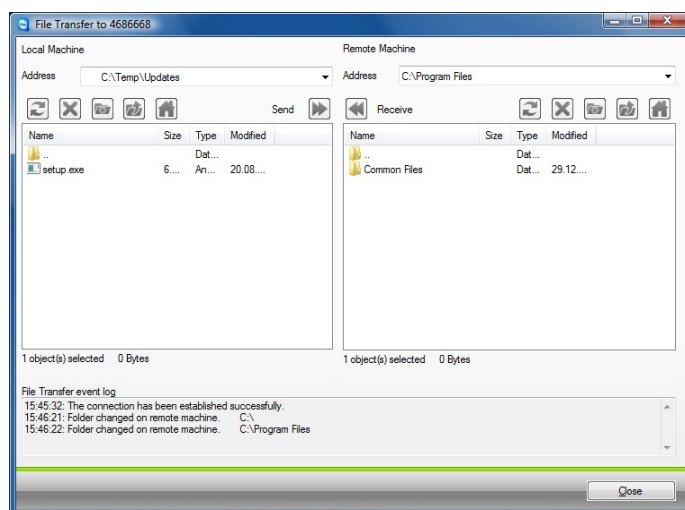 File Transfer to 4686668
Local Machine
Remote Machine
Address C:\Temp\Updates
Address C:\Program Files
Send
Receive
Name Size Type Modified
Name Size Type Modified
.. Dat...
.. Dat...
setup.exe 6.... An... 20.08....
Common Files Dat... 29.12....
1 object(s) selected 0 Bytes
1 object(s) selected 0 Bytes
File Transfer event log
15:45:32: The connection has been established successfully.
15:46:21: Folder changed on remote machine. C:\
15:46:22: Folder changed on remote machine. C:\Program Files
Close